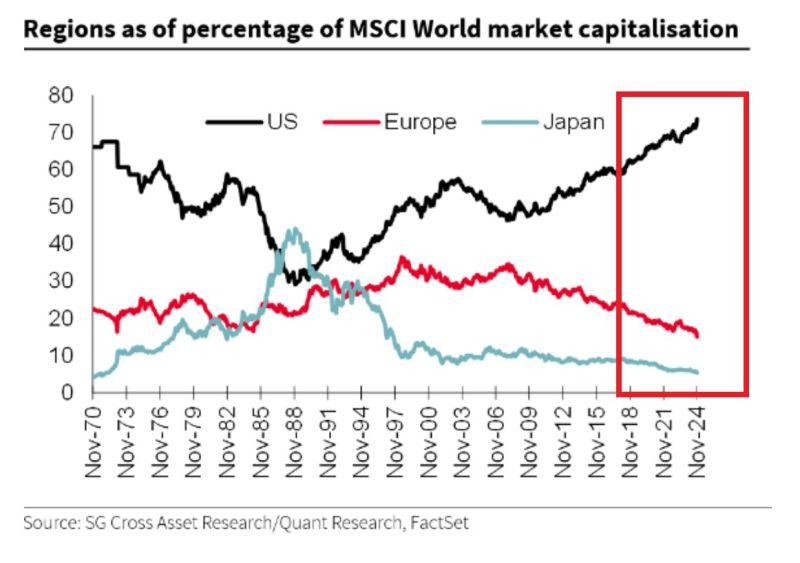 Regions as of percentage of MSCI World market capitalisation
80
70
60
50
40
30
20
10
0
US Europe Japan
Nov-70 Nov-73 Nov-76 Nov-79 Nov-82 Nov-85 Nov-88 Nov-91 Nov-94 Nov-97 Nov-00 Nov-03 Nov-06 Nov-09 Nov-12 Nov-15 Nov-18 Nov-21 Nov-24
Source: SG Cross Asset Research/Quant Research, FactSet